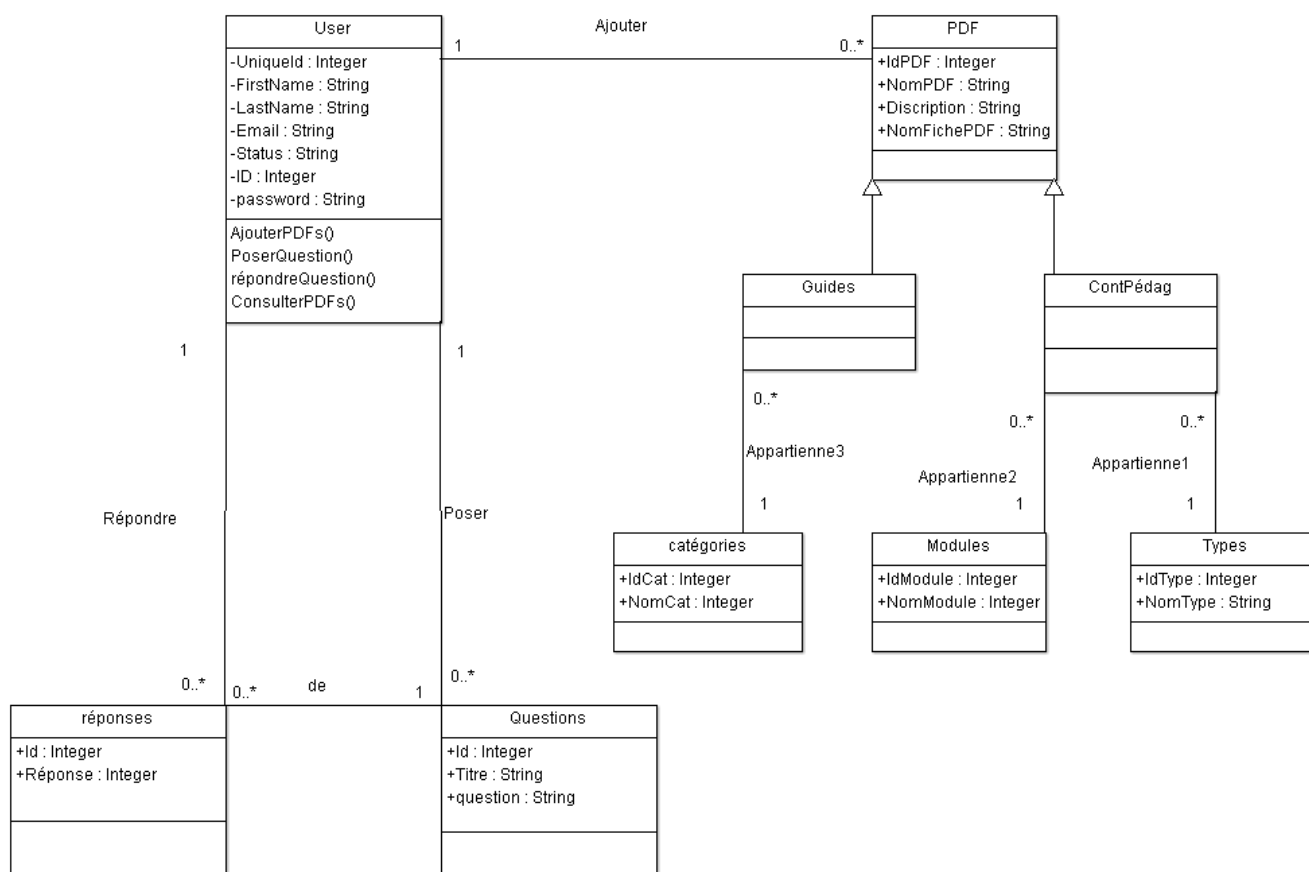 User
-UniqueId : Integer
-FirstName : String
-LastName : String
-Email : String
-Status : String
-ID : Integer
-password : String
AjouterPDFs()
PoserQuestion()
répondreQuestion()
ConsulterPDFs()
1
Ajouter
0..*
PDF
+IdPDF : Integer
+NomPDF : String
+Discription : String
+NomFichePDF : String
Guides
ContPédag
1
1
0..*
0..*
0..*
Appartienne3
Appartienne2
Appartienne1
1
1
1
Répondre
Poser
catégories
+IdCat : Integer
+NomCat : Integer
Modules
+IdModule : Integer
+NomModule : Integer
Types
+IdType : Integer
+NomType : String
0..*
0..*
de
1
0..*
réponses
+Id : Integer
+Réponse : Integer
Questions
+Id : Integer
+Titre : String
+question : String